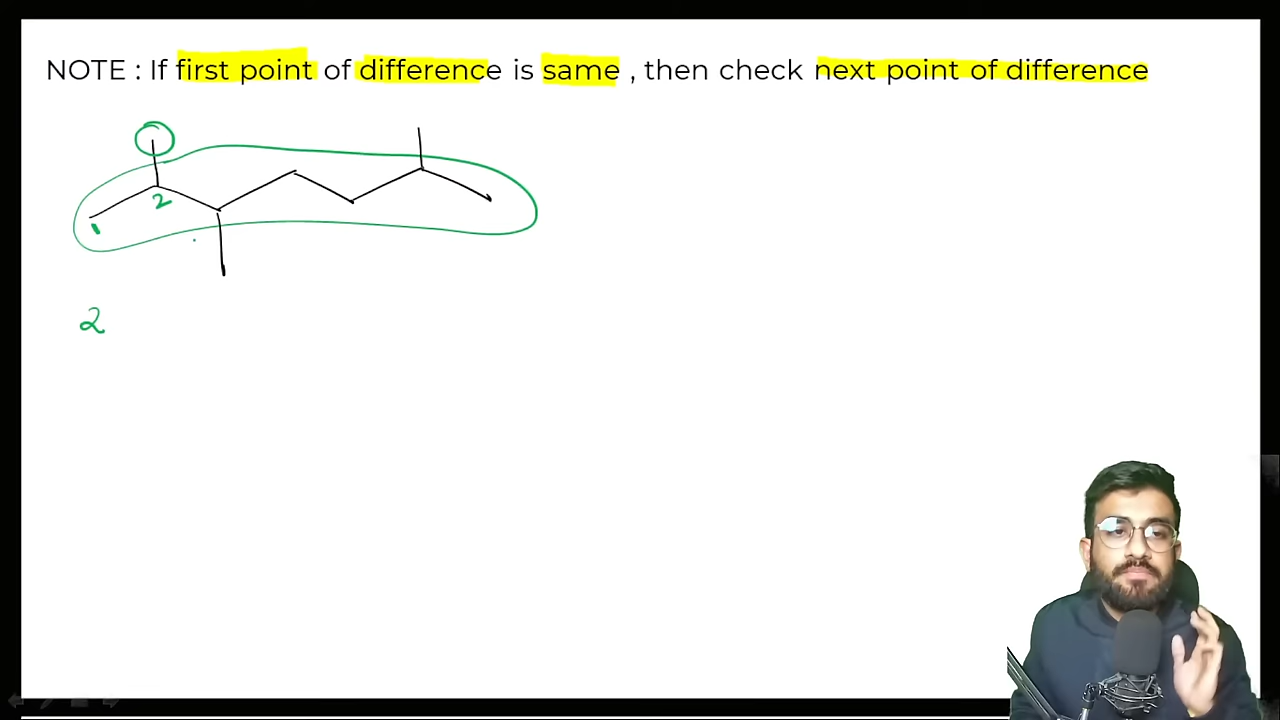 NOTE : If first point of difference is same , then check next point of difference
1 2
2